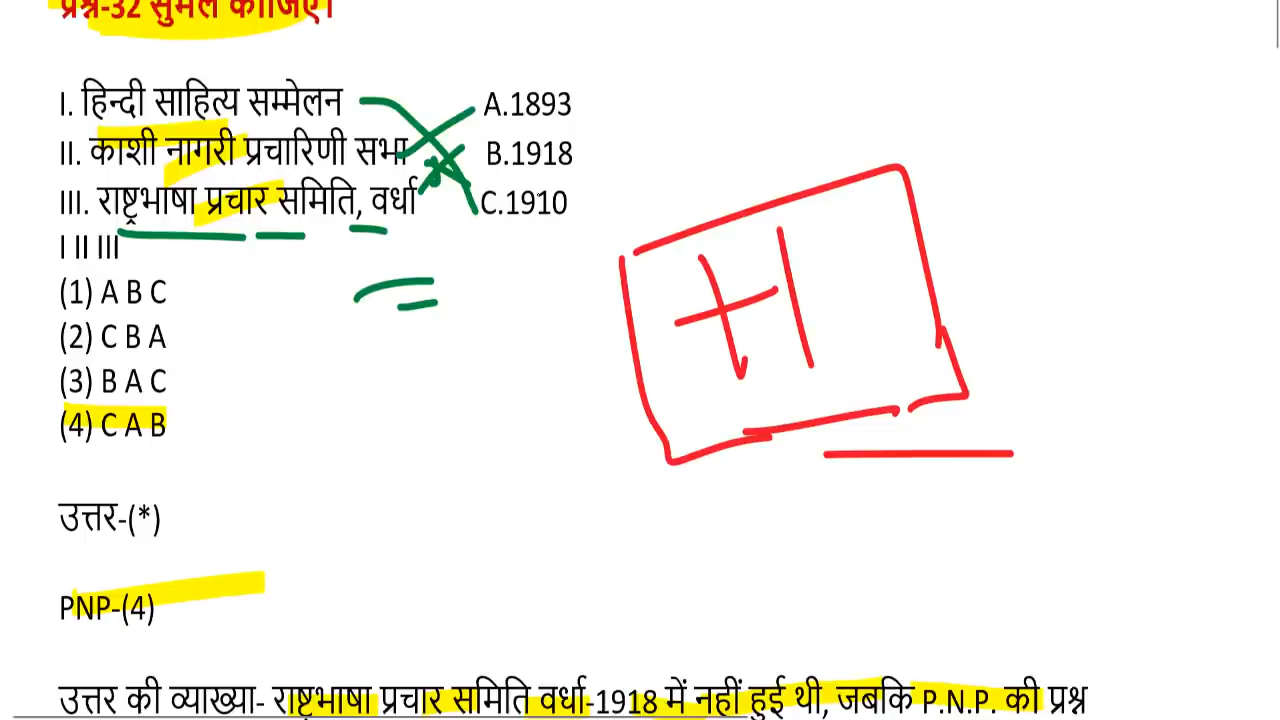 प्रश्न-32 सुमेल कीजिए।
I. हिन्दी साहित्य सम्मेलन A.1893
II. काशी नागरी प्रचारिणी सभा B.1918
III. राष्ट्रभाषा प्रचार समिति, वर्धा C.1910
I II III
(1) A B C
(2) C B A
(3) B A C
(4) C A B
उत्तर-(*)
PNP-(4)
उत्तर की व्याख्या- राष्ट्रभाषा प्रचार समिति वर्धा-1918 में नहीं हुई थी, जबकि P.N.P. की प्रश्न